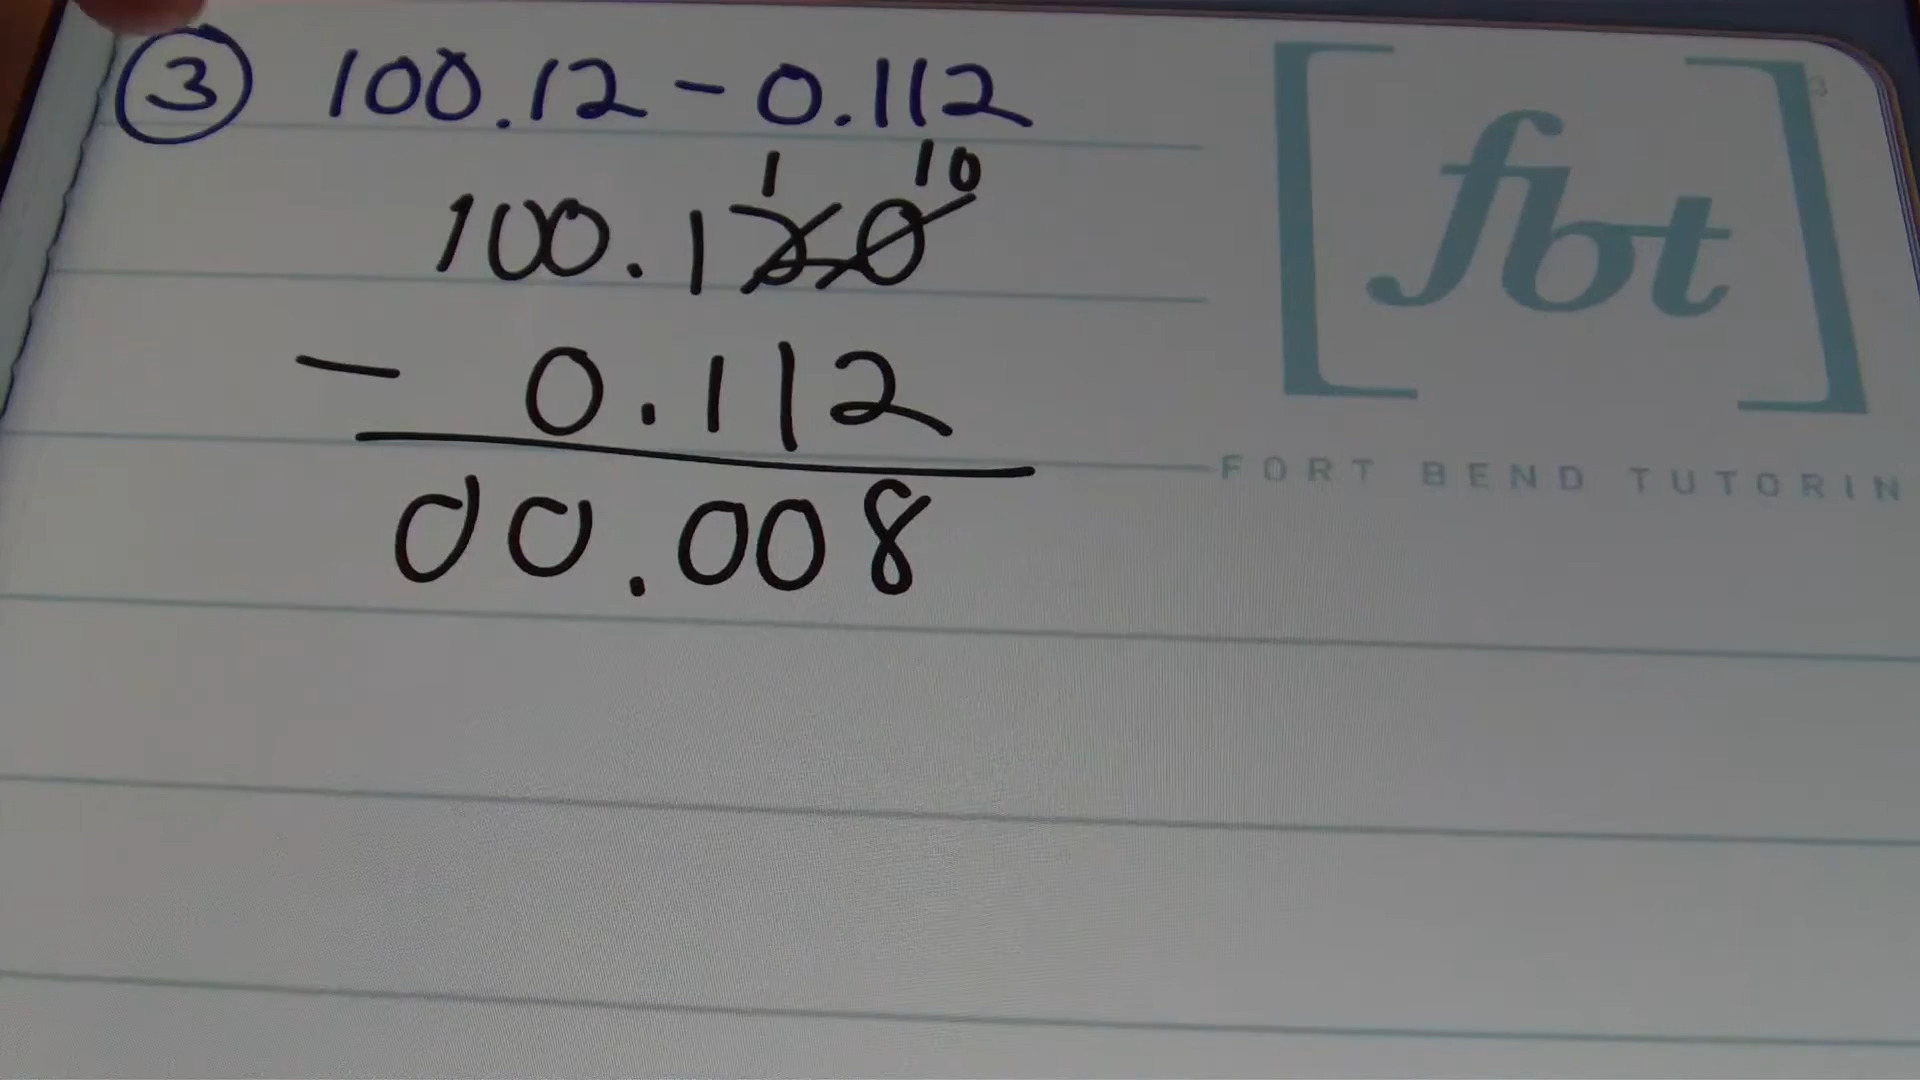 3 100.12 - 0.112
1 10
100.120
- 0.112
00.008
fbt
FORT BEND TUTORIN